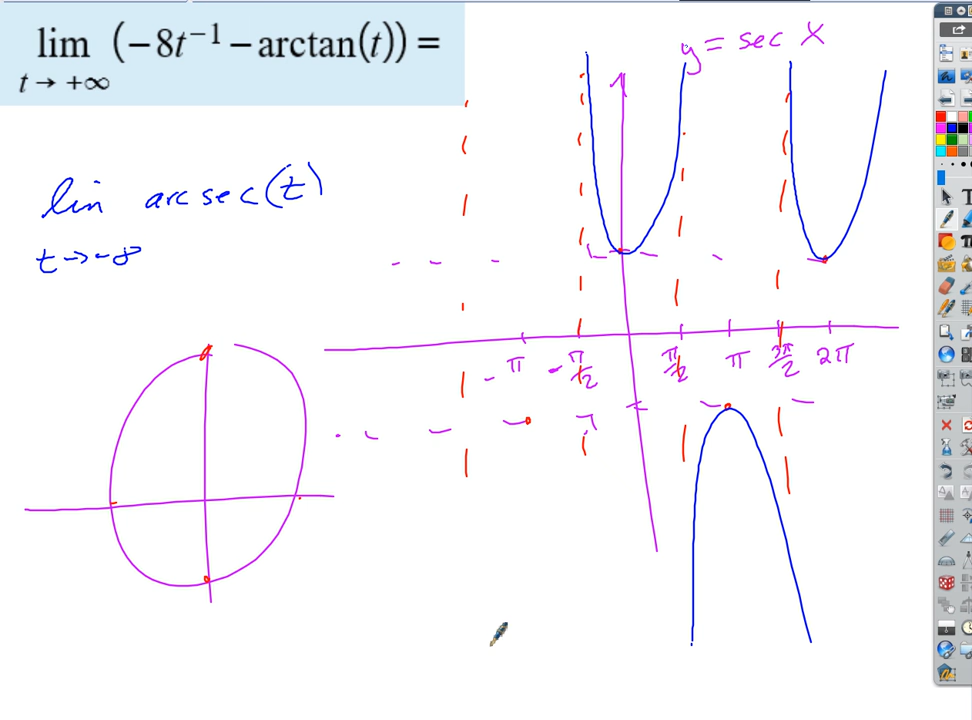 lim (−8t⁻¹ − arctan(t)) =
t → +∞
y = sec x
lim arcsec(t)
t → -∞
-π -π/2 π/2 π 3π/2 2π